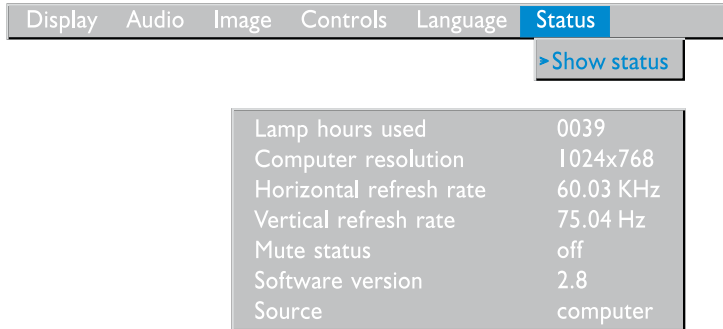 Display Audio Image Controls Language Status
➤Show status
Lamp hours used 0039
Computer resolution 1024x768
Horizontal refresh rate 60.03 KHz
Vertical refresh rate 75.04 Hz
Mute status off
Software version 2.8
Source computer